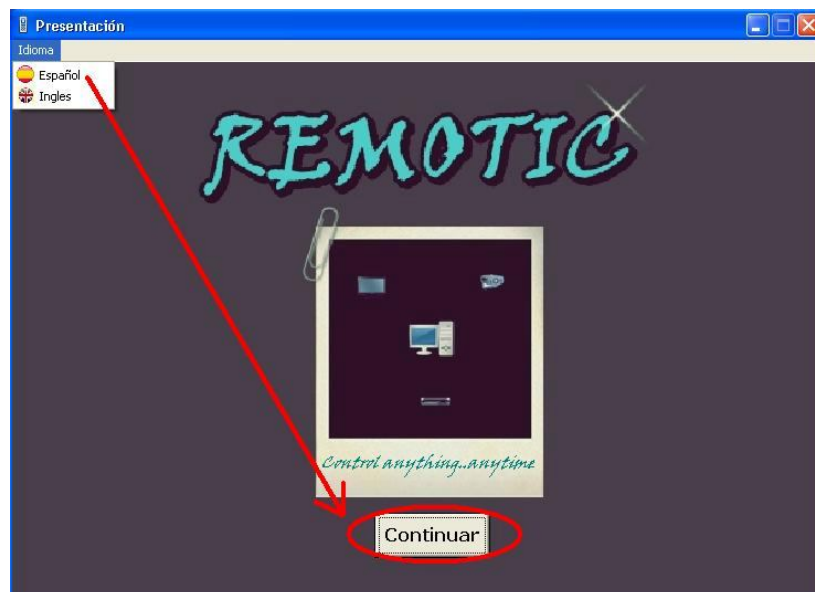 Presentación
Idioma
Español
Ingles
REMOTIC
Control anything..anytime
Continuar